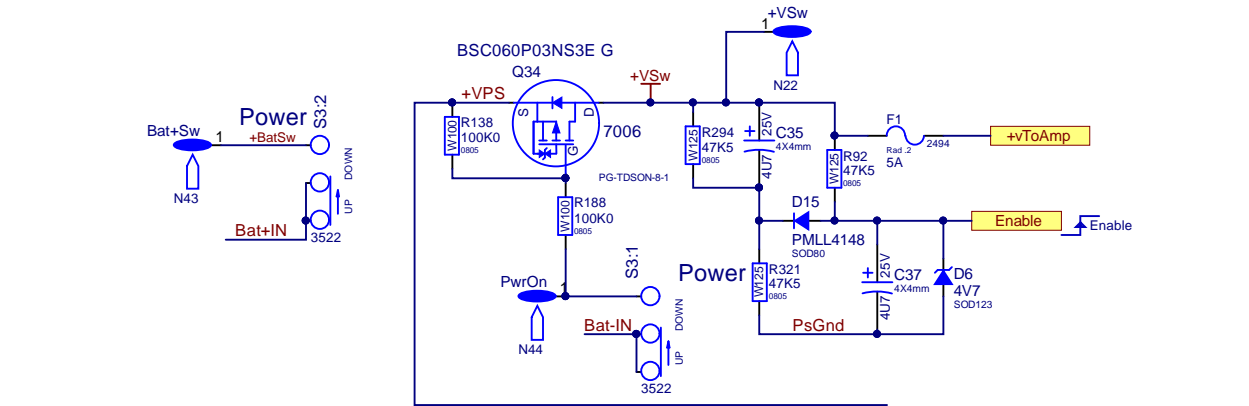 +VSw
1
N22
BSC060P03NS3E G
Q34
+VPS
+VSw
S
D
G
7006
PG-TDSON-8-1
W100
R138
100K0
0805
W100
R188
100K0
0805
Power
S3:2
Bat+Sw
1
+BatSw
N43
DOWN
UP
Bat+IN
3522
W125
R294
47K5
0805
+
25V
C35
4X4mm
4U7
W125
R92
47K5
0805
F1
Rad .2
5A
2494
+vToAmp
D15
PMLL4148
SOD80
Enable
Enable
Power
W125
R321
47K5
0805
+
25V
C37
4X4mm
4U7
D6
4V7
SOD123
PsGnd
PwrOn
1
N44
S3:1
DOWN
UP
Bat-IN
3522